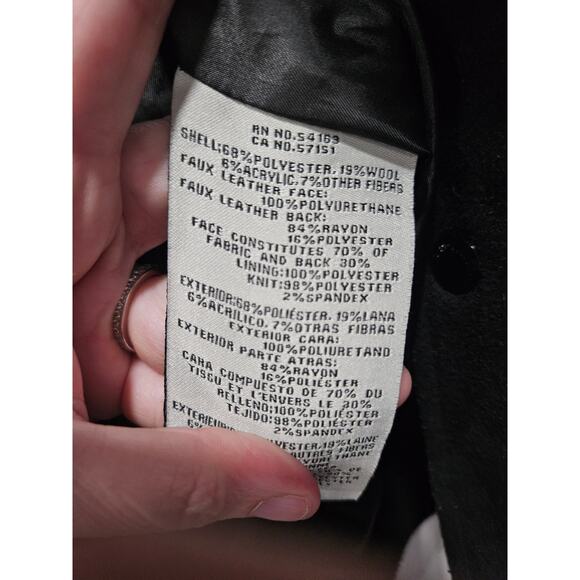 RN NO.54163
CA NO.57151
SHELL:68%POLYESTER,19%WOOL
6%ACRYLIC,7%OTHER FIBERS
FAUX LEATHER FACE:
100%POLYURETHANE
FAUX LEATHER BACK:
84%RAYON
16%POLYESTER
FACE CONSTITUTES 70% OF
FABRIC AND BACK 30%
LINING:100%POLYESTER
KNIT:98%POLYESTER
2%SPANDEX
EXTERIOR:68%POLIÉSTER,19%LANA
6%ACRILICO,7%OTRAS FIBRAS
EXTERIOR CARA:
100%POLIURETANO
EXTERIOR PARTE ATRAS:
84%RAYON
16%POLIÉSTER
CARA COMPUESTO DE 70% DU
TISSU ET L'ENVERS LE 30%
RELLENO:100%POLIÉSTER
TEJIDO:98%POLIÉSTER
2%SPANDEX